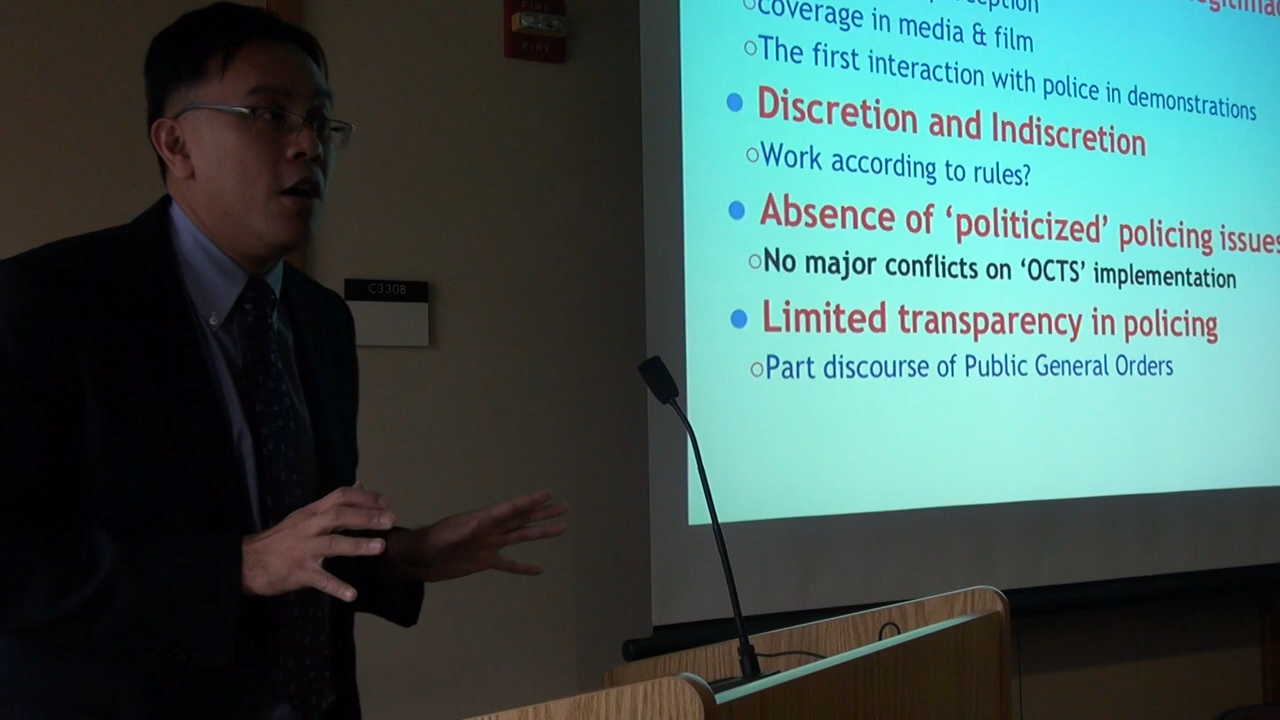 FIRE
FIRE
C330B
coverage in media & film
The first interaction with police in demonstrations
Discretion and Indiscretion
Work according to rules?
Absence of ‘politicized’ policing issues
No major conflicts on ‘OCTS’ implementation
Limited transparency in policing
Part discourse of Public General Orders